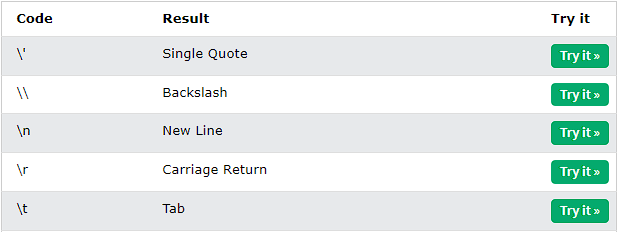 Code Result Try it
\' Single Quote Try it »
\\ Backslash Try it »
\n New Line Try it »
\r Carriage Return Try it »
\t Tab Try it »